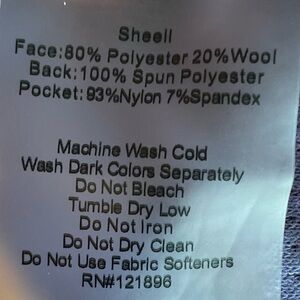 Sheell
Face:80% Polyester 20%Wool
Back:100% Spun Polyester
Pocket:93%Nylon 7%Spandex
Machine Wash Cold
Wash Dark Colors Separately
Do Not Bleach
Tumble Dry Low
Do Not Iron
Do Not Dry Clean
Do Not Use Fabric Softeners
RN#121896